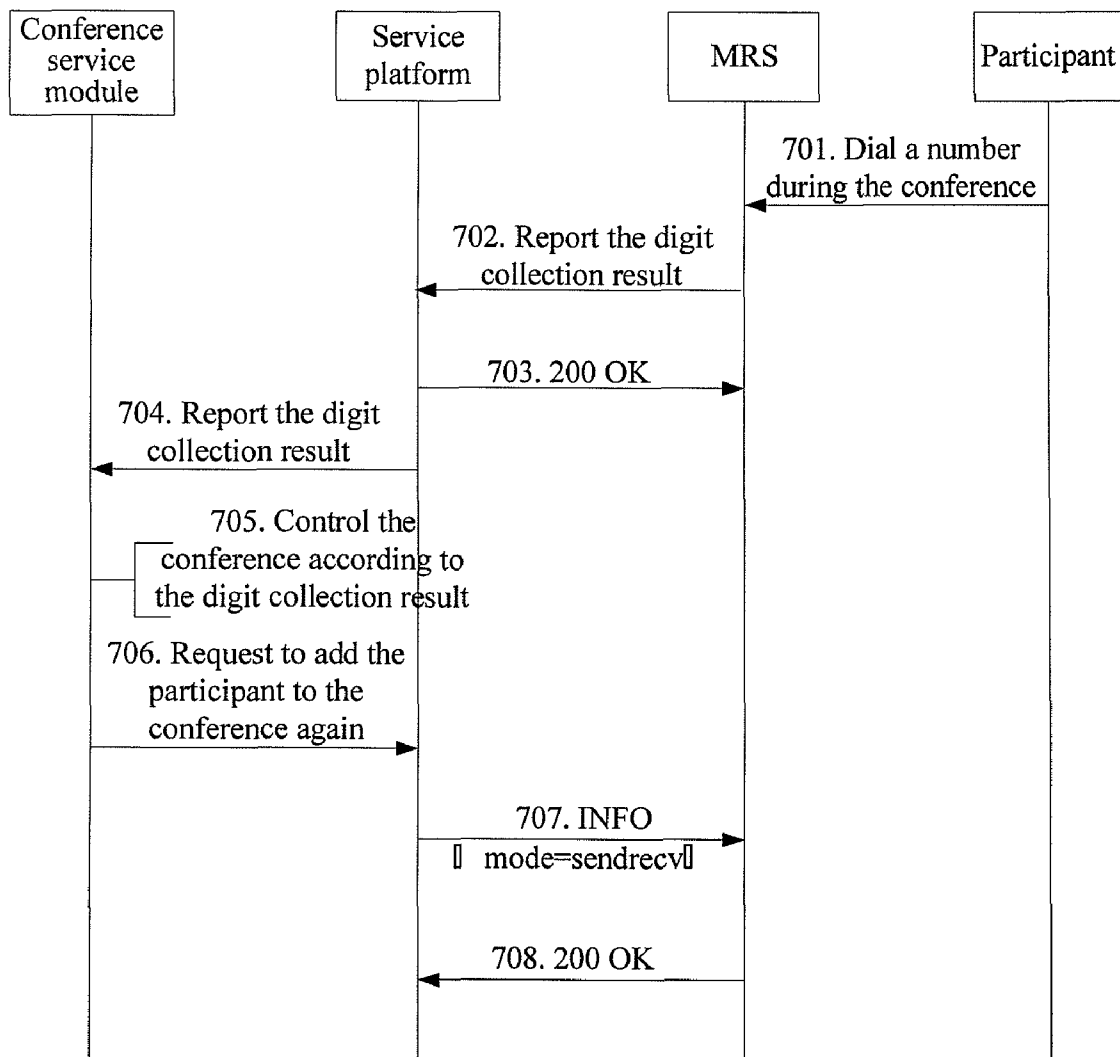 Conference
service
module
Service
platform
MRS
Participant
701. Dial a number
during the conference
702. Report the digit
collection result
703. 200 OK
704. Report the digit
collection result
705. Control the
conference according to
the digit collection result
706. Request to add the
participant to the
conference again
707. INFO
mode=sendrecv
708. 200 OK